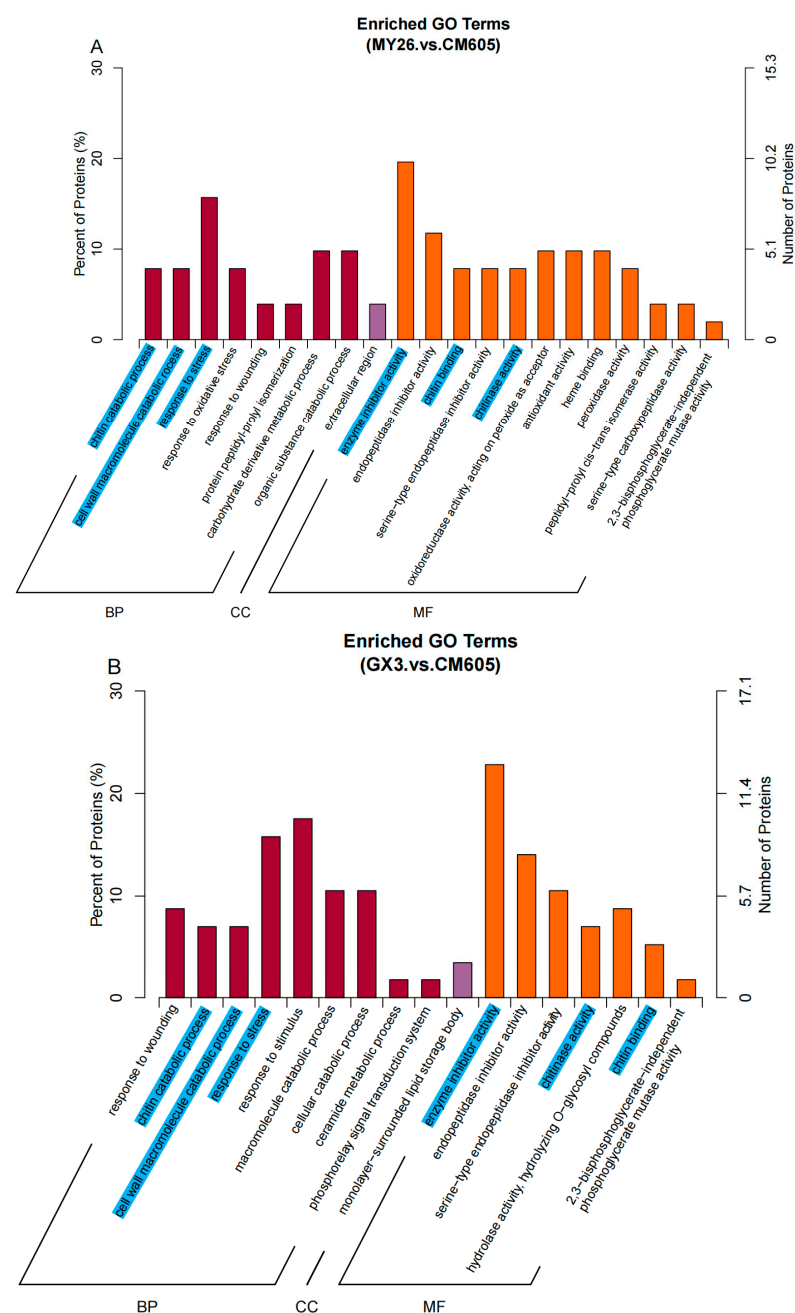 Enriched GO Terms
(MY26.vs.CM605)
A
30
20
10
0
Percent of Proteins (%)
15.3
10.2
5.1
0
Number of Proteins
chitin catabolic process
cell wall macromolecule catabolic rocess
response to stress
response to oxidative stress
response to wounding
protein peptidyl-prolyl isomerization
carbohydrate derivative metabolic process
organic substance catabolic process
e/tracellular region
enzyme inhibitor activity
endopeptidase inhibitor activity
chitin binding
serine-type endopeptidase inhibitor activity
chitinase activity
oxidoreductase activity, acting on peroxide as acceptor
antioxidant activity
heme binding
peroxidase activity
peptidyl-prolyl cis-trans isomerase activity
serine-type carboxypeptidase activity
2,3-bisphosphoglycerate-independent
phosphoglycerate mutase activity
BP
CC
MF
Enriched GO Terms
(GX3.vs.CM605)
B
30
20
10
0
Percent of Proteins (%)
17.1
11.4
5.7
0
Number of Proteins
response to wounding
chitin catabolic process
cell wall macromolecule catabolic process
response to stress
response to stimulus
macromolecule catabolic process
cellular catabolic process
ceramide metabolic process
phosphorelay signal transduction system
monolayer-surrounded lipid storage body
enzyme inhibitor activity
endopeptidase inhibitor activity
serine-type endopeptidase inhibitor activity
chitinase activity
hydrolase activity, hydrolyzing O-glycosyl compounds
chitin binding
2,3-bisphosphoglycerate-independent
phosphoglycerate mutase activity
BP
CC
MF